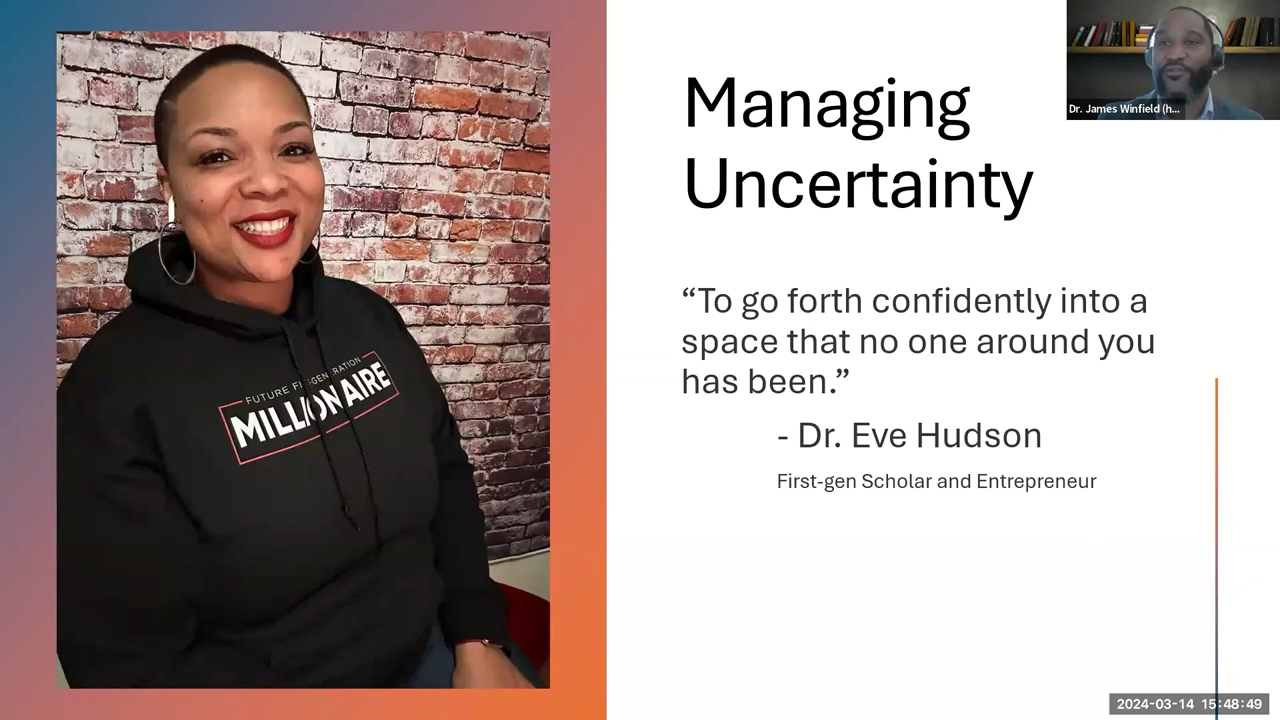 Managing
Uncertainty
“To go forth confidently into a
space that no one around you
has been.”
- Dr. Eve Hudson
First-gen Scholar and Entrepreneur
FUTURE
MILLIONAIRE
Dr. James Winfield (h...
2024-03-14 15:48:49